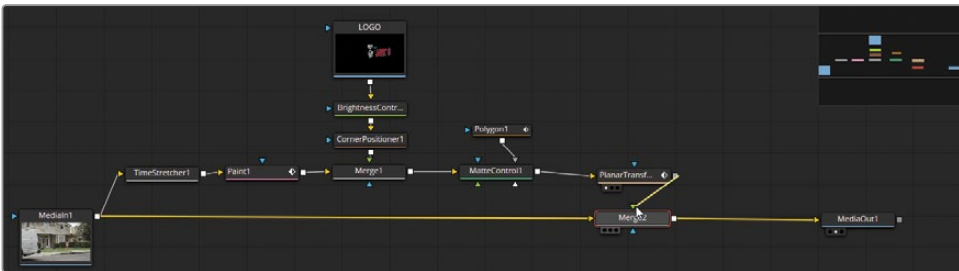 LOGO
BrightnessContr...
CornerPositioner1
Polygon1
TimeStretcher1
Paint1
Merge1
MatteControl1
PlanarTransf...
MediaIn1
Merge2
MediaOut1